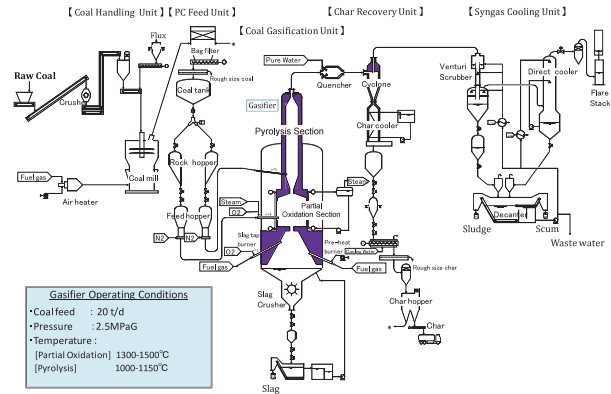 【 Coal Handling Unit 】【 PC Feed Unit 】
【 Coal Gasification Unit 】
【 Char Recovery Unit 】
【 Syngas Cooling Unit 】
Flux
Raw Coal
Crusher
Coal mill
Fuel gas
Air heater
Bag filter
*
Rough size coal
Coal tank
Rock hopper
Feed hopper
N2
N2
Pure Water
Gasifier
Pyrolysis Section
Quencher
Steam
O2
Partial
Oxidation Section
Steam
Slag tap
burner
O2
Fuel gas
Pre-heat
burner
Fuel gas
Slag
Crusher
Slag
Cyclone
Char cooler
Cooling Water
Rough size char
Char hopper
*
Char
Venturi
Scrubber
Direct cooler
Flare
Stack
Decanter
Sludge
Scum
Waste water
Gasifier Operating Conditions
・Coal feed : 20 t/d
・Pressure : 2.5MPaG
・Temperature :
[Partial Oxidation] 1300-1500℃
[Pyrolysis] 1000-1150℃